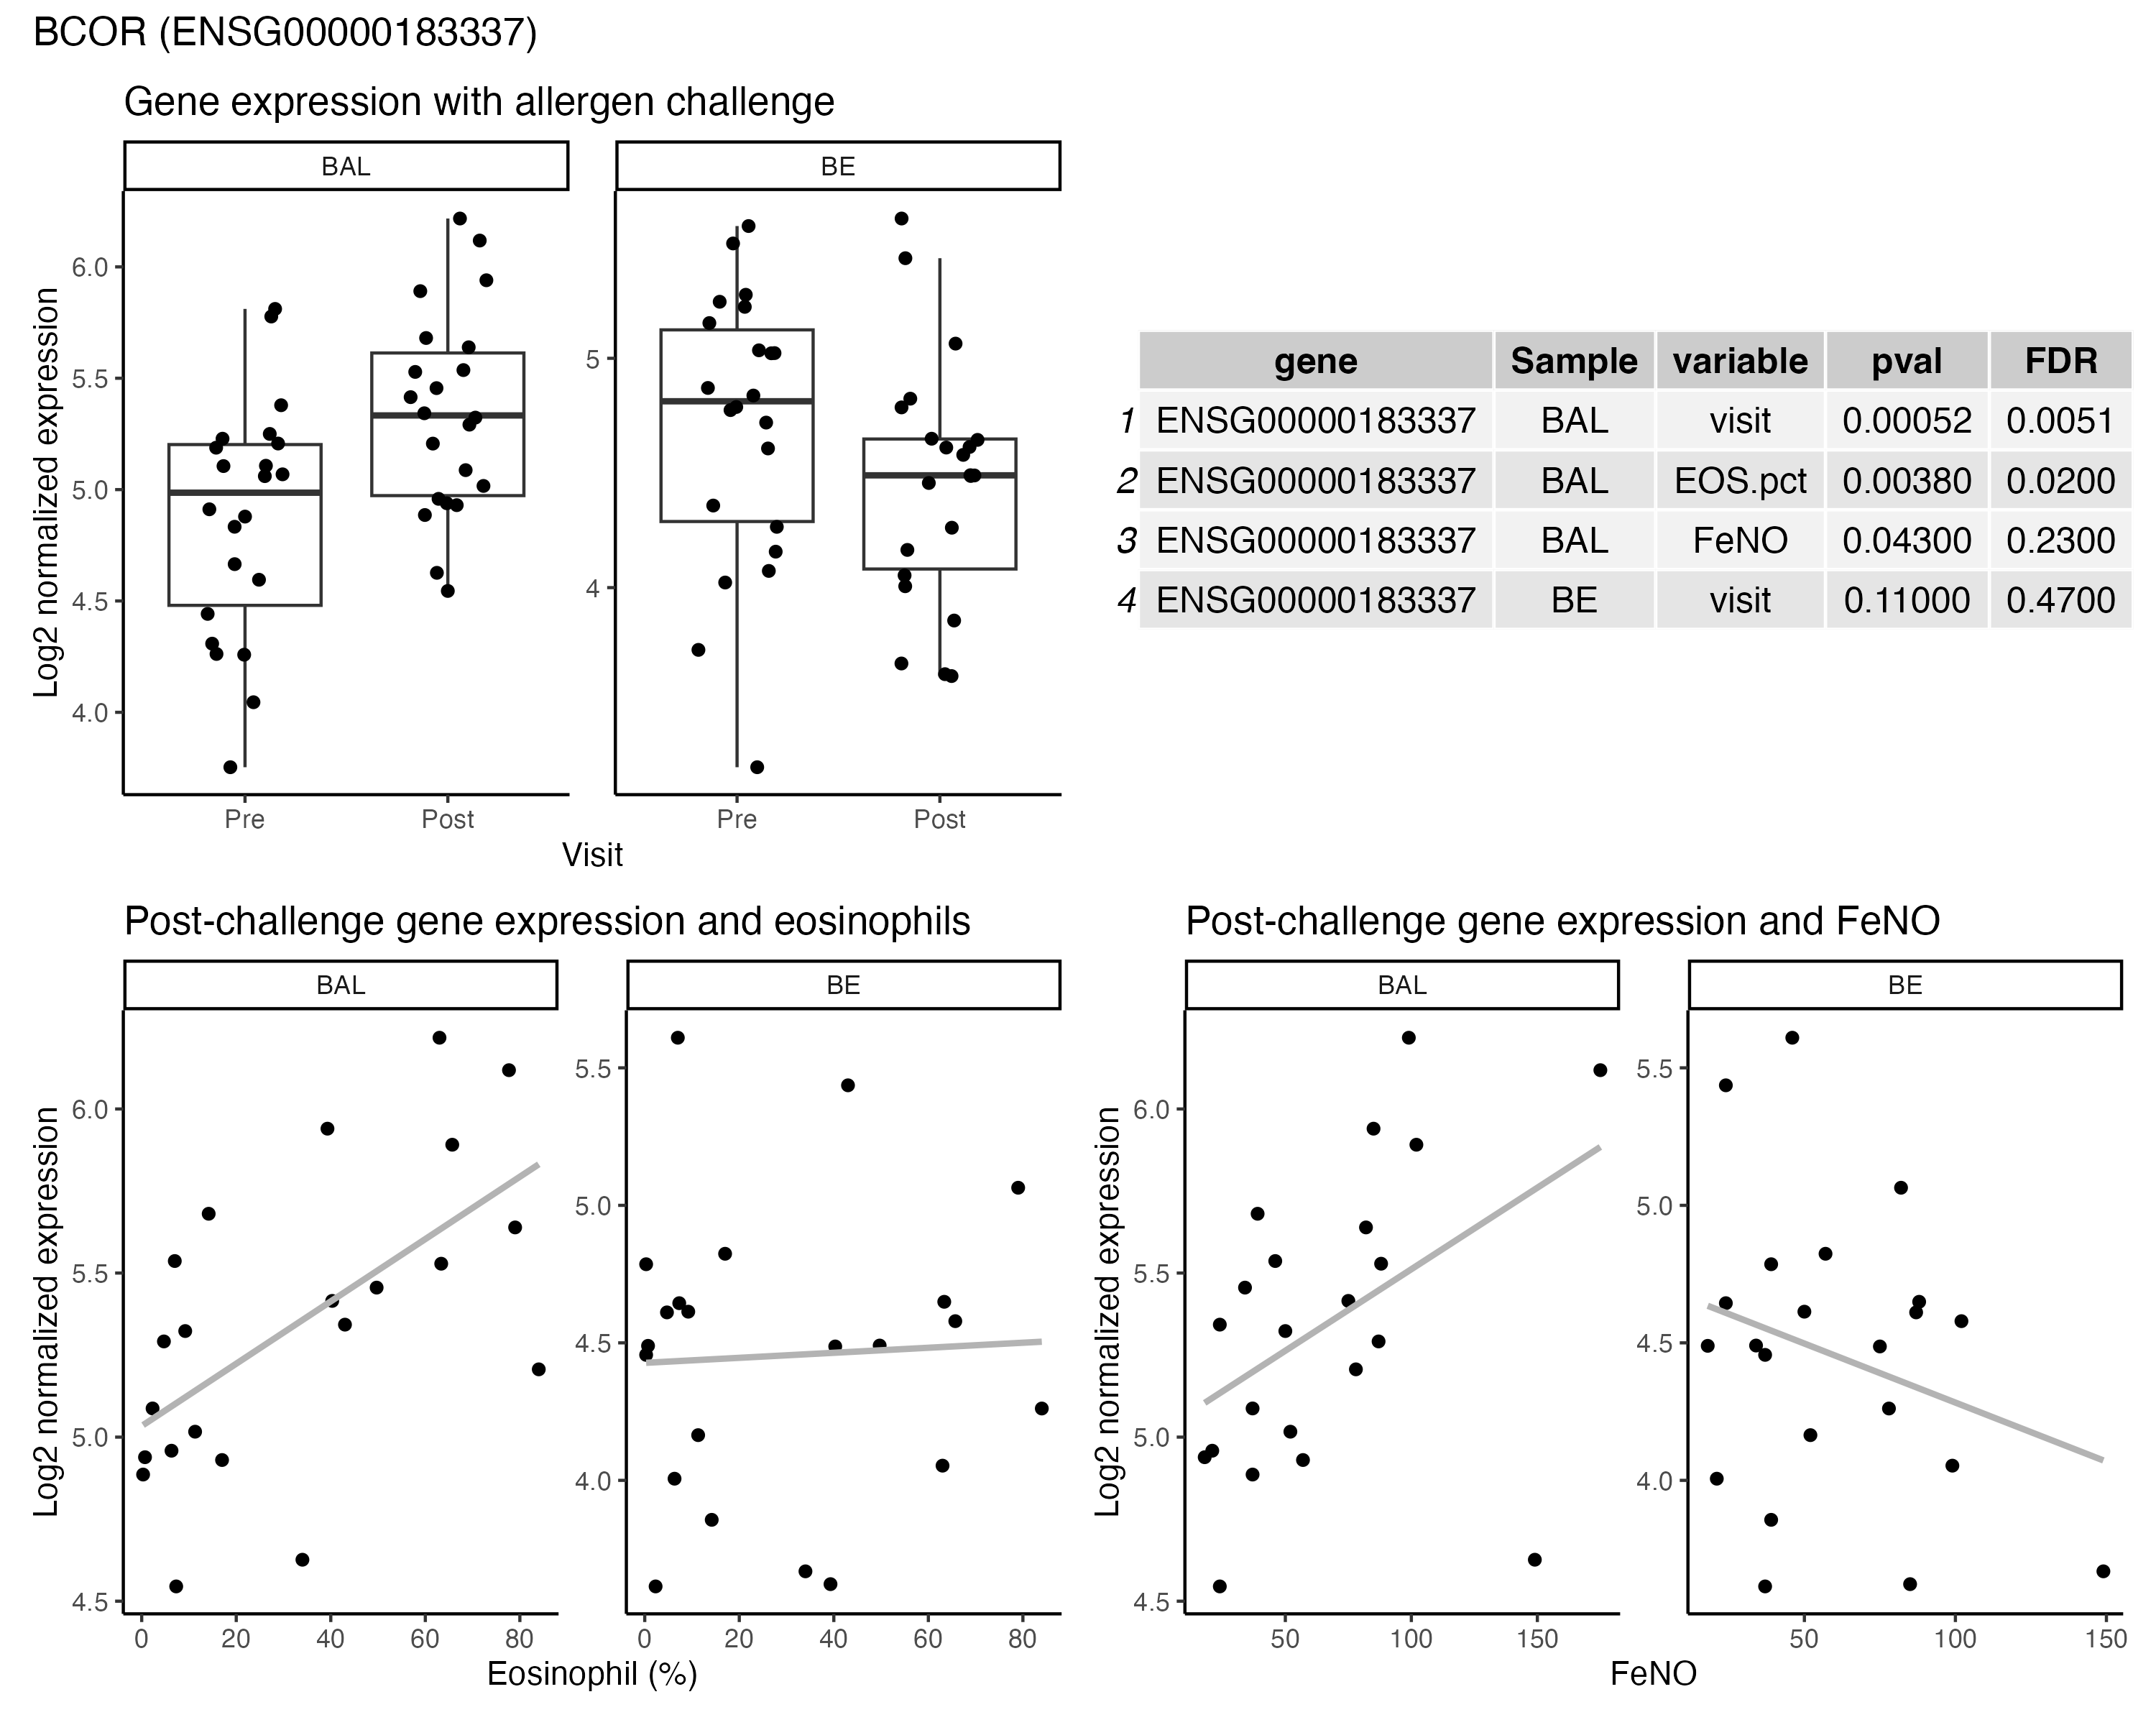 BCOR (ENSG00000183337)
Gene expression with allergen challenge
BAL BE
Log2 normalized expression
6.0
5.5
5.0
4.5
4.0
5
4
Pre Post Pre Post
Visit
gene Sample variable pval FDR
1 ENSG00000183337 BAL visit 0.00052 0.0051
2 ENSG00000183337 BAL EOS.pct 0.00380 0.0200
3 ENSG00000183337 BAL FeNO 0.04300 0.2300
4 ENSG00000183337 BE visit 0.11000 0.4700
Post-challenge gene expression and eosinophils
BAL BE
Log2 normalized expression
6.0
5.5
5.0
4.5
5.5
5.0
4.5
4.0
0 20 40 60 80 0 20 40 60 80
Eosinophil (%)
Post-challenge gene expression and FeNO
BAL BE
Log2 normalized expression
6.0
5.5
5.0
4.5
5.5
5.0
4.5
4.0
50 100 150 50 100 150
FeNO